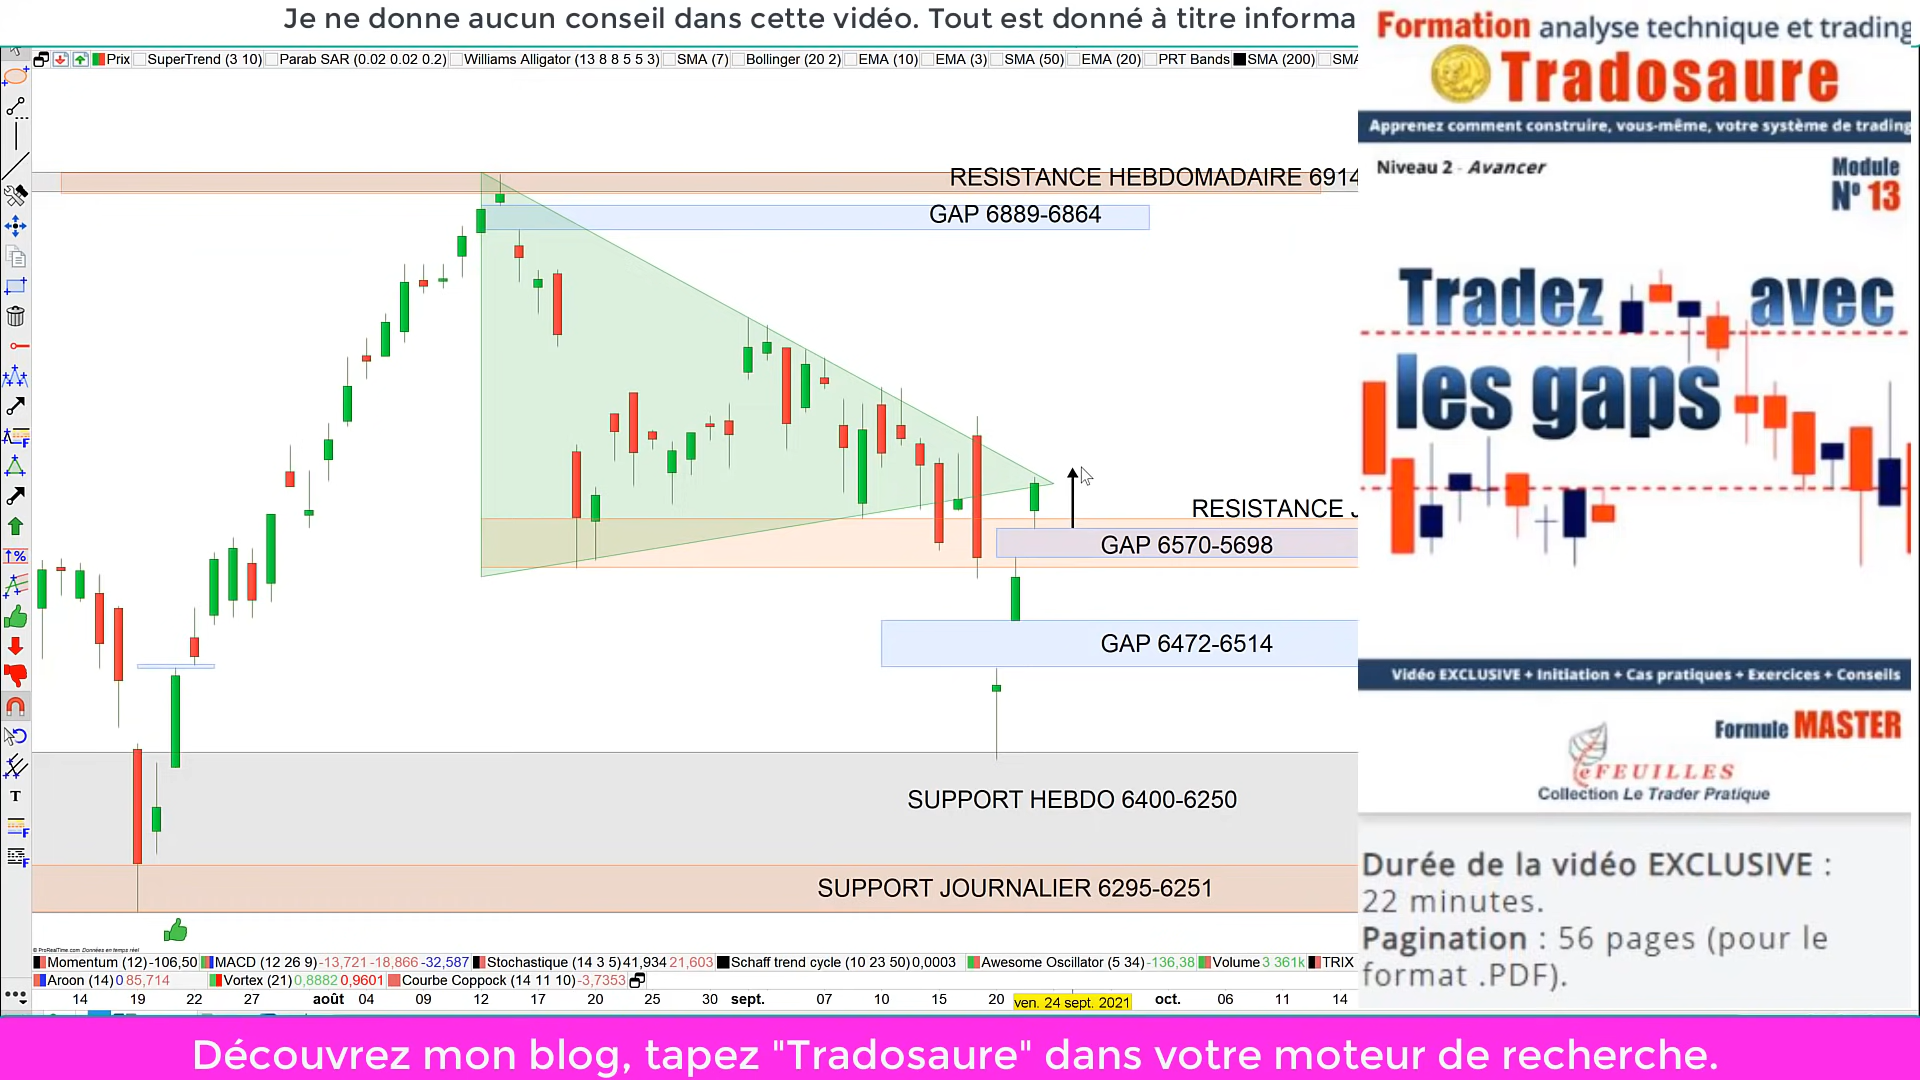 Je ne donne aucun conseil dans cette vidéo. Tout est donné à titre informa
Prix SuperTrend (3 10) Parab SAR (0.02 0.02 0.2) Williams Alligator (13 8 8 5 5 3) SMA (7) Bollinger (20 2) EMA (10) EMA (3) SMA (50) EMA (20) PRT Bands SMA (200) SMA
RESISTANCE HEBDOMADAIRE 6914
GAP 6889-6864
RESISTANCE J
GAP 6570-5698
GAP 6472-6514
SUPPORT HEBDO 6400-6250
SUPPORT JOURNALIER 6295-6251
© ProRealTime.com Données en temps réel
Momentum (12) -106,50 MACD (12 26 9) -13,721 -18,866 -32,587 Stochastique (14 3 5) 41,934 21,603 Schaff trend cycle (10 23 50) 0,0003 Awesome Oscillator (5 34) -136,38 Volume 3 361k TRIX
Aroon (14) 0 85,714 Vortex (21) 0,8882 0,9601 Courbe Coppock (14 11 10) -3,7353
14 19 22 27 août 04 09 12 17 20 25 30 sept. 07 10 15 20 ven. 24 sept. 2021 oct. 06 11 14
Formation analyse technique et trading
Tradosaure
Apprenez comment construire, vous-même, votre système de trading
Niveau 2 - Avancer
Module
N° 13
Tradez avec
les gaps
Vidéo EXCLUSIVE + Initiation + Cas pratiques + Exercices + Conseils
Formule MASTER
eFEUILLES
Collection Le Trader Pratique
Durée de la vidéo EXCLUSIVE :
22 minutes.
Pagination : 56 pages (pour le
format .PDF).
Découvrez mon blog, tapez "Tradosaure" dans votre moteur de recherche.